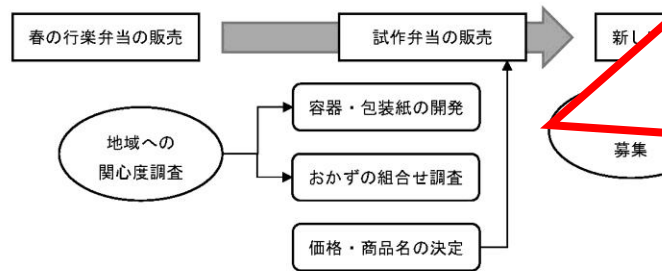 春の行楽弁当の販売
試作弁当の販売
新し
容器・包装紙の開発
地域への
関心度調査
おかずの組合せ調査
募集
価格・商品名の決定